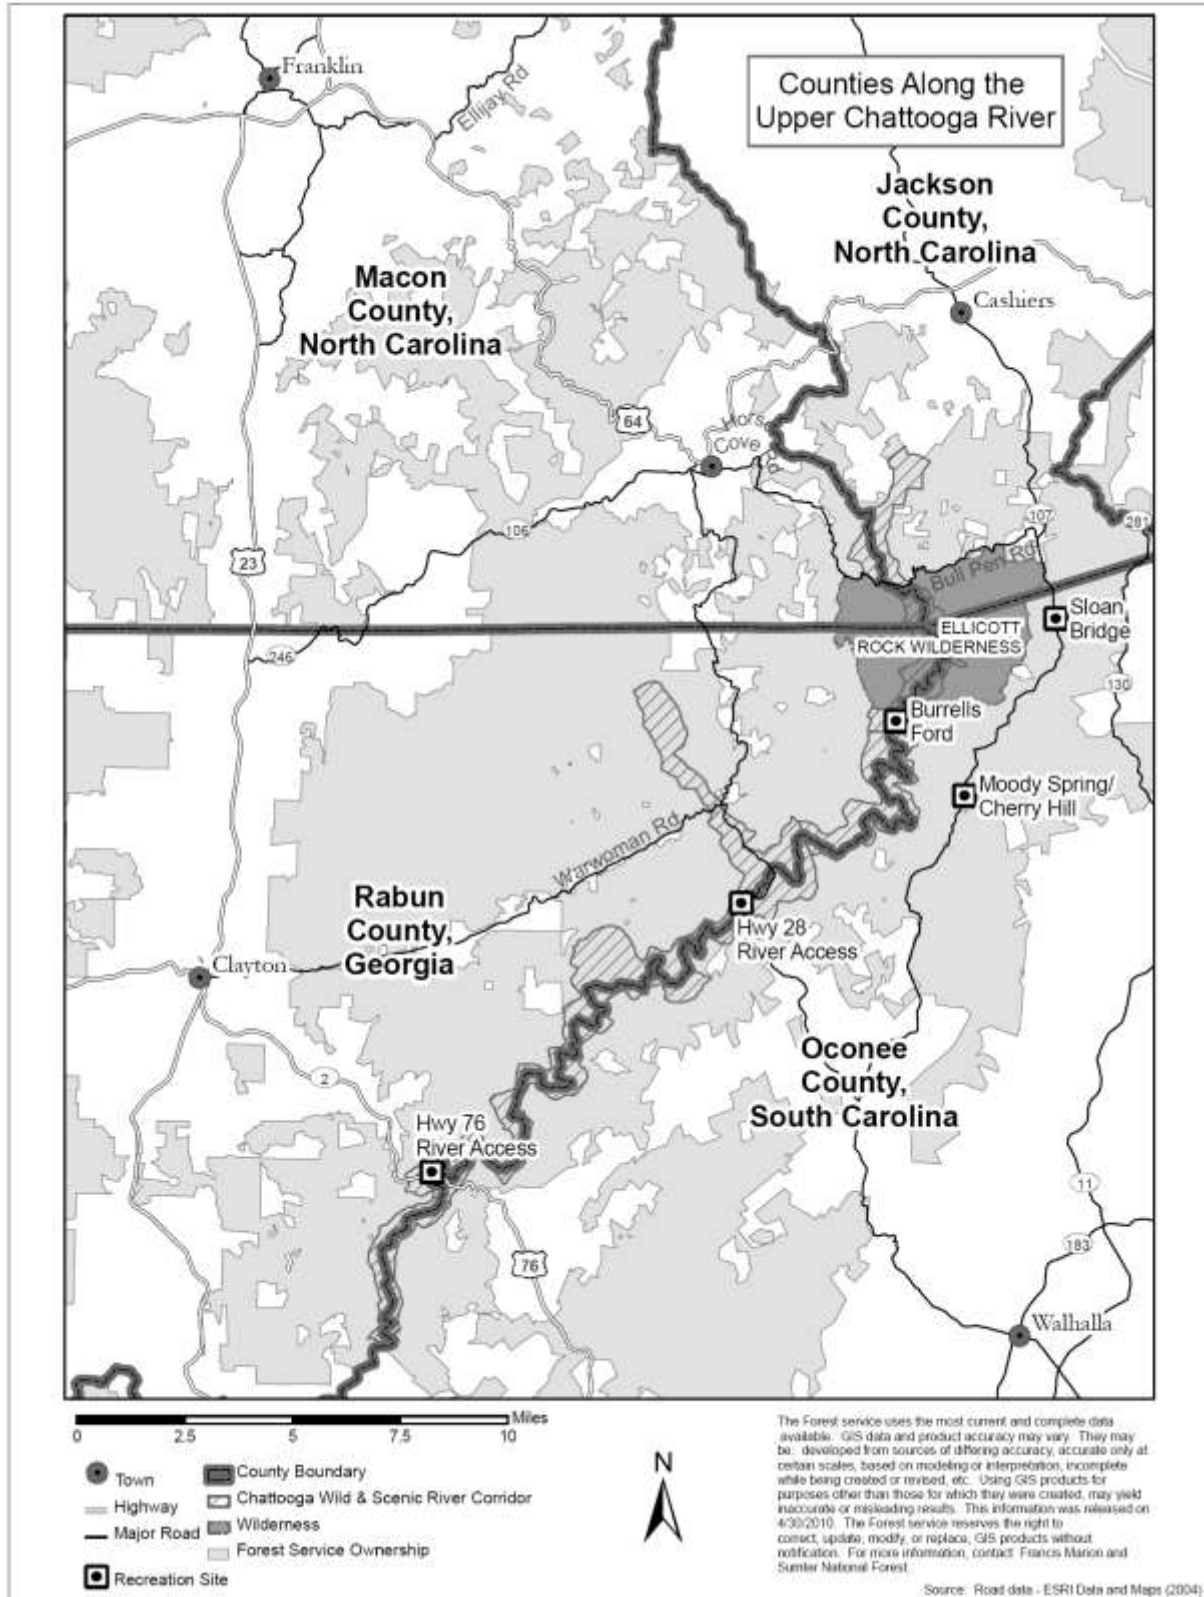 Counties Along the
Upper Chattooga River
Franklin
Ellijay Rd
Jackson
County,
North Carolina
Macon
County,
North Carolina
Cashiers
64
Horse
Cove Rd
106
107
281
23
Bull Pen Rd
ELLICOTT
ROCK WILDERNESS
Sloan
Bridge
246
130
Burrells
Ford
Moody Spring/
Cherry Hill
Warwoman Rd
Rabun
County,
Georgia
Hwy 28
River Access
Clayton
Oconee
County,
South Carolina
2
Hwy 76
River Access
11
183
76
Walhalla
Miles
0 2.5 5 7.5 10
Town
Highway
Major Road
Recreation Site
County Boundary
Chattooga Wild & Scenic River Corridor
Wilderness
Forest Service Ownership
N
The Forest service uses the most current and complete data
available. GIS data and product accuracy may vary. They may
be: developed from sources of differing accuracy, accurate only at
certain scales, based on modeling or interpretation, incomplete
while being created or revised, etc. Using GIS products for
purposes other than those for which they were created, may yield
inaccurate or misleading results. This information was released on
4/30/2010. The Forest service reserves the right to
correct, update, modify, or replace, GIS products without
notification. For more information, contact: Francis Marion and
Sumter National Forest
Source: Road data - ESRI Data and Maps (2004)